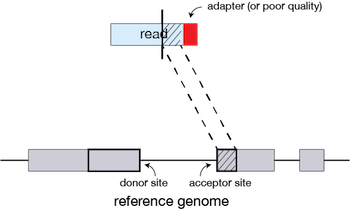 adapter (or poor quality)
read
donor site
acceptor site
reference genome